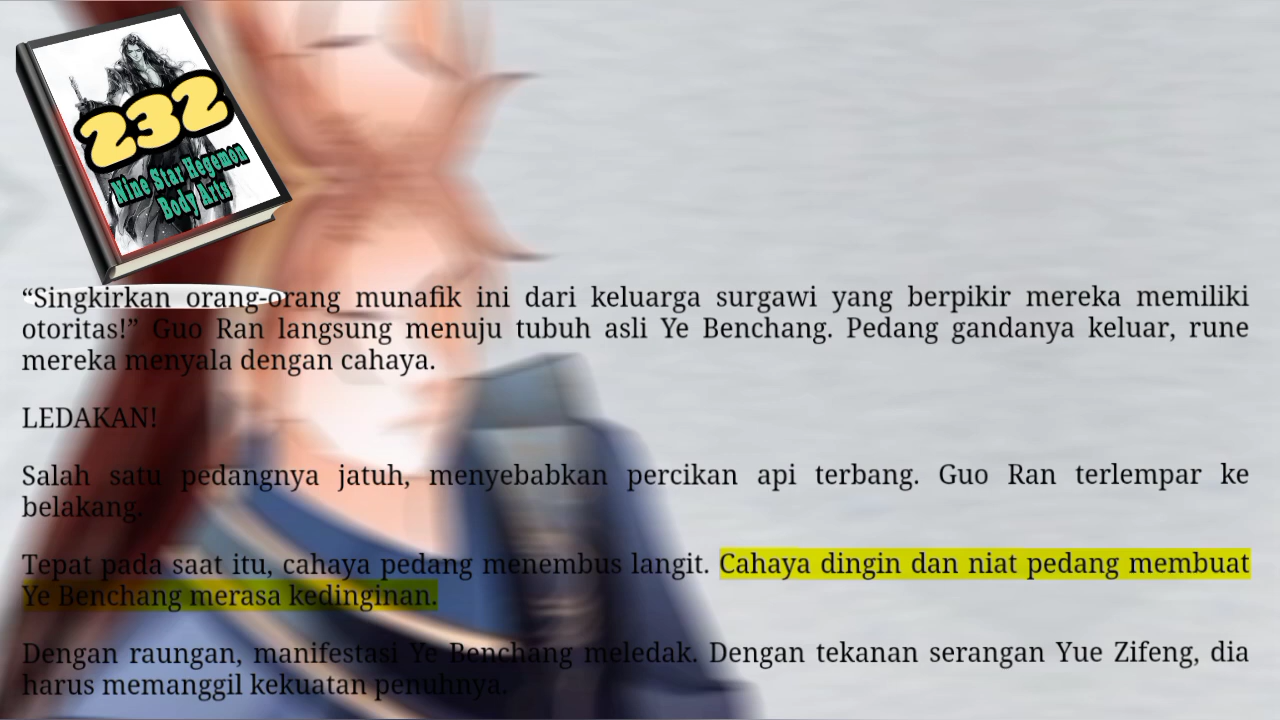 232
Nine Star Hegemon
Body Arts
“Singkirkan orang-orang munafik ini dari keluarga surgawi yang berpikir mereka memiliki
otoritas!” Guo Ran langsung menuju tubuh asli Ye Benchang. Pedang gandanya keluar, rune
mereka menyala dengan cahaya.
LEDAKAN!
Salah satu pedangnya jatuh, menyebabkan percikan api terbang. Guo Ran terlempar ke
belakang.
Tepat pada saat itu, cahaya pedang menembus langit. Cahaya dingin dan niat pedang membuat
Ye Benchang merasa kedinginan.
Dengan raungan, manifestasi Ye Benchang meledak. Dengan tekanan serangan Yue Zifeng, dia
harus memanggil kekuatan penuhnya.